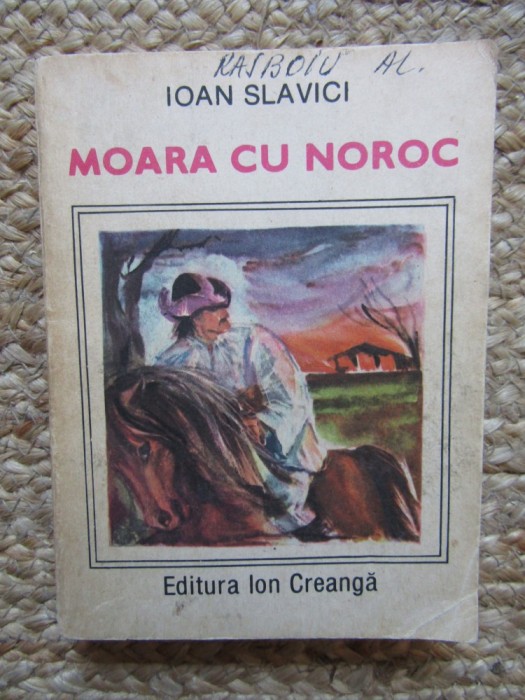 RASBOIU AL.
IOAN SLAVICI
MOARA CU NOROC
Editura Ion Creangă